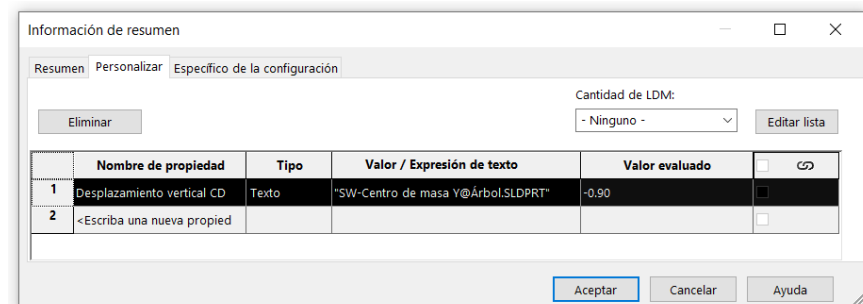 Información de resumen
Resumen Personalizar Específico de la configuración
Cantidad de LDM:
Eliminar - Ninguno - Editar lista
Nombre de propiedad Tipo Valor / Expresión de texto Valor evaluado
1 Desplazamiento vertical CD Texto "SW-Centro de masa Y@Árbol.SLDPRT" -0.90
2 <Escriba una nueva propied
Aceptar Cancelar Ayuda